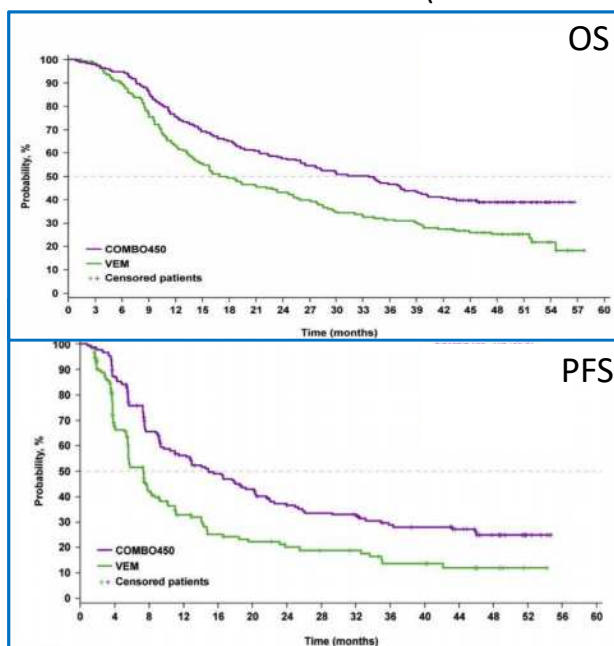 OS
100
90
80
70
60
50
40
30
20
10
0
Probability, %
COMBO450
VEM
++ Censored patients
0 3 6 9 12 15 18 21 24 27 30 33 36 39 42 45 48 51 54 57 60
Time (months)
PFS
100
90
80
70
60
50
40
30
20
10
0
Probability, %
COMBO450
VEM
++ Censored patients
0 4 8 12 16 20 24 28 32 36 40 44 48 52 56 60
Time (months)